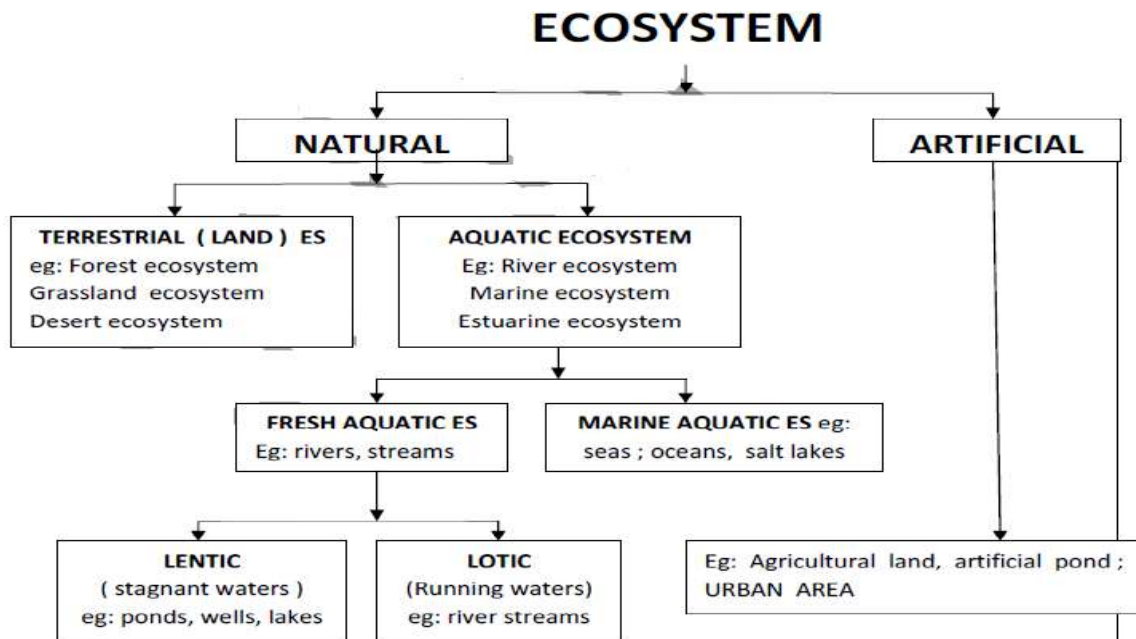 ECOSYSTEM
NATURAL
ARTIFICIAL
TERRESTRIAL ( LAND ) ES
eg: Forest ecosystem
Grassland ecosystem
Desert ecosystem
AQUATIC ECOSYSTEM
Eg: River ecosystem
Marine ecosystem
Estuarine ecosystem
FRESH AQUATIC ES
Eg: rivers, streams
MARINE AQUATIC ES eg:
seas ; oceans, salt lakes
LENTIC
( stagnant waters )
eg: ponds, wells, lakes
LOTIC
(Running waters)
eg: river streams
Eg: Agricultural land, artificial pond ;
URBAN AREA